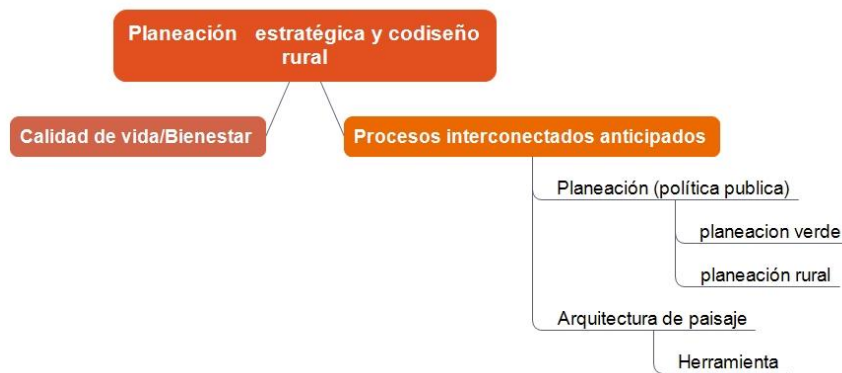 Planeación estratégica y codiseño
rural
Calidad de vida/Bienestar
Procesos interconectados anticipados
Planeación (política publica)
planeacion verde
planeación rural
Arquitectura de paisaje
Herramienta